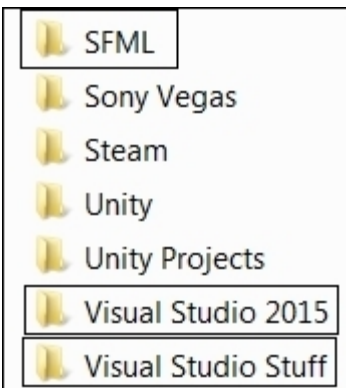 SFML
Sony Vegas
Steam
Unity
Unity Projects
Visual Studio 2015
Visual Studio Stuff